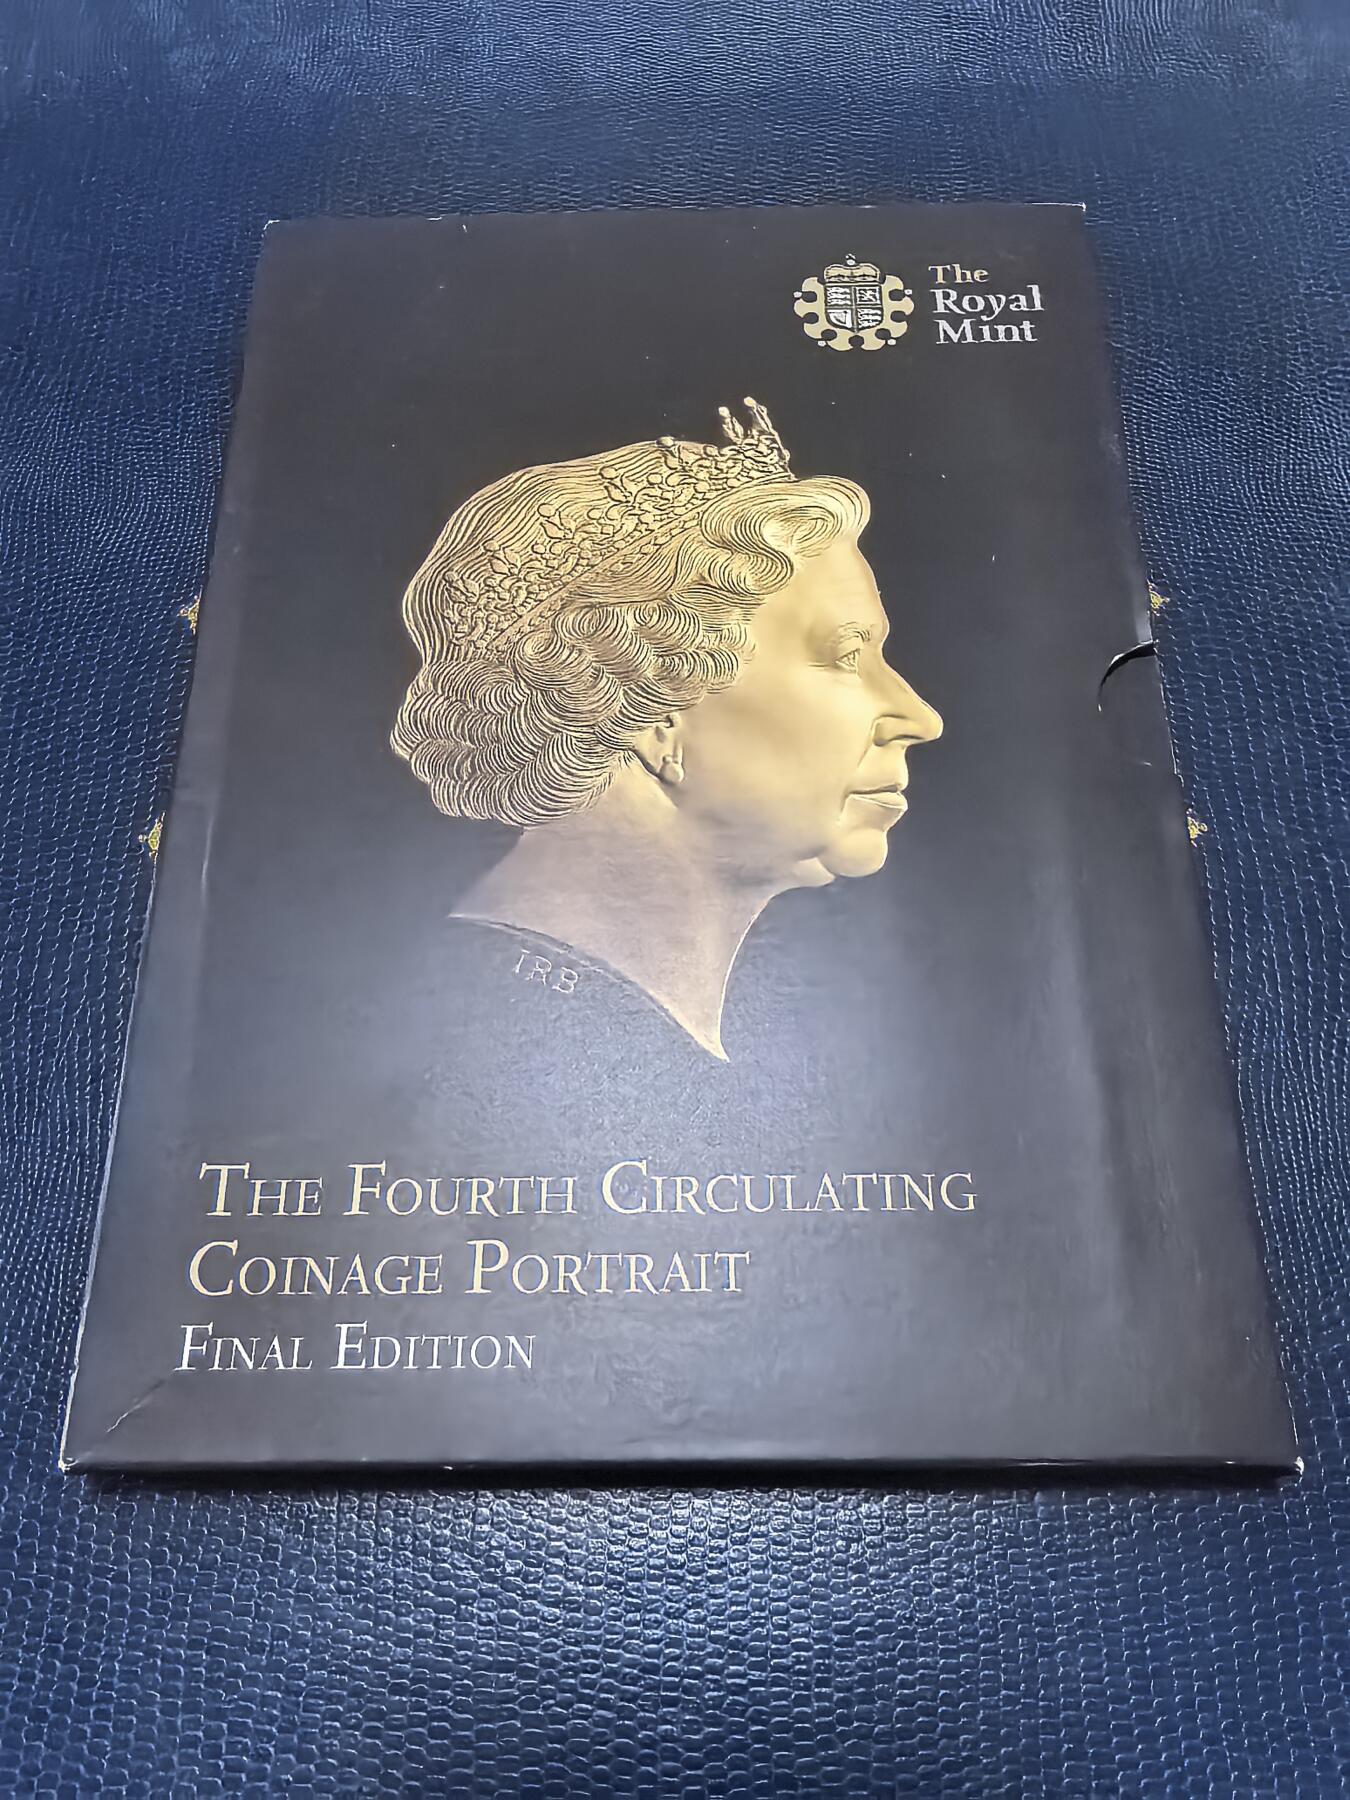 The
Royal
Mint
IRB
THE FOURTH CIRCULATING
COINAGE PORTRAIT
FINAL EDITION